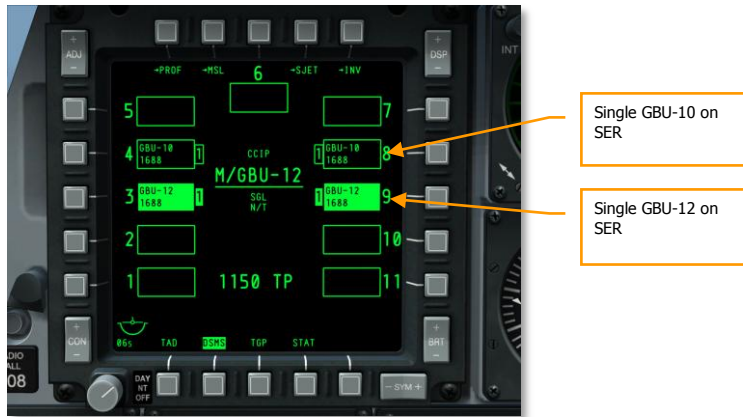 +
ADJ
-
+
DSP
-
INT
→PROF
→MSL
6
→SJET
→INV
5
7
4
GBU-10
1688
1
CCIP
1
GBU-10
1688
8
M/GBU-12
3
GBU-12
1688
1
SGL
N/T
1
GBU-12
1688
9
2
10
1
1150 TP
11
+
CON
-
06s
TAD
DSMS
TGP
STAT
+
BRT
-
ALL
08
DAY
NT
OFF
- SYM +
Single GBU-10 on
SER
Single GBU-12 on
SER